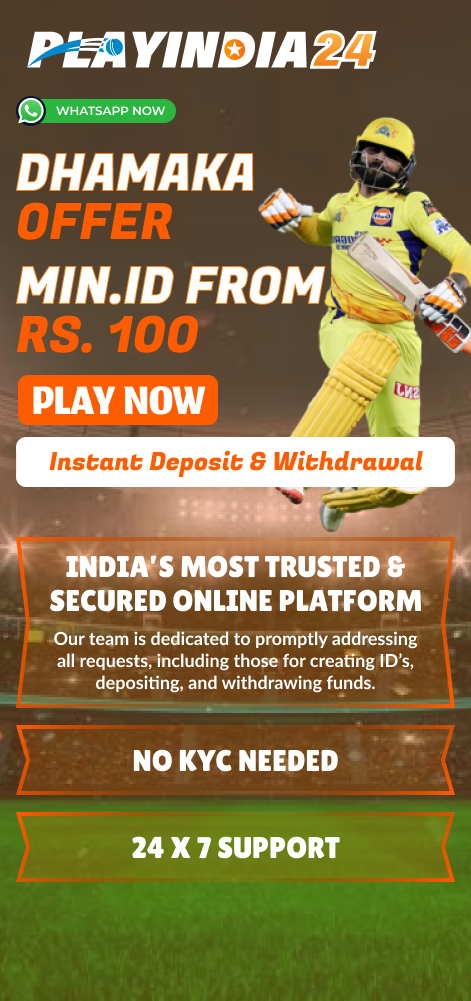 PLAYINDIA24
WHATSAPP NOW
DHAMAKA
OFFER
MIN.ID FROM
RS. 100
PLAY NOW
Instant Deposit & Withdrawal
INDIA'S MOST TRUSTED &
SECURED ONLINE PLATFORM
Our team is dedicated to promptly addressing
all requests, including those for creating ID's,
depositing, and withdrawing funds.
NO KYC NEEDED
24 X 7 SUPPORT